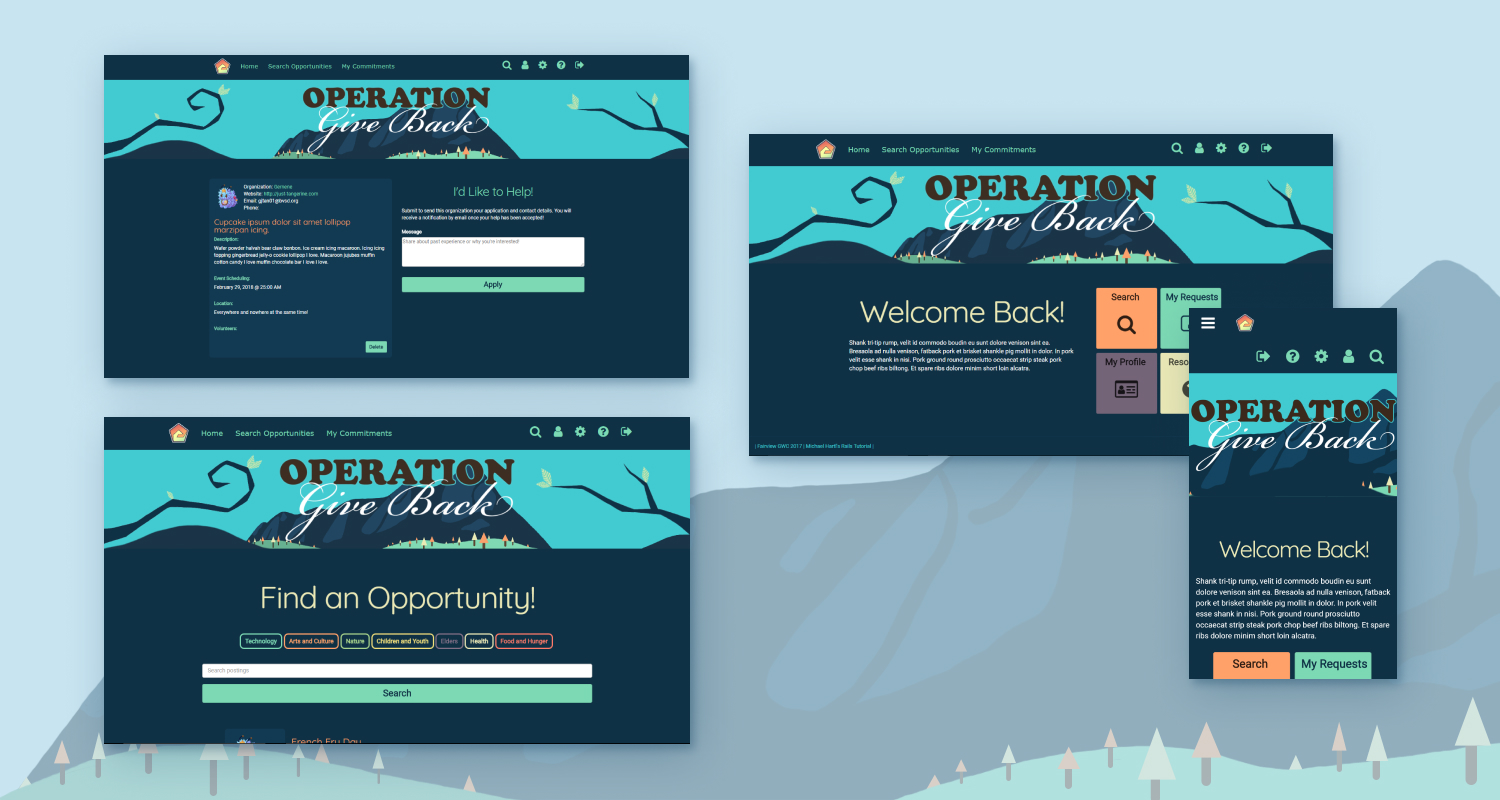 Home Search Opportunities My Commitments
OPERATION
Give Back
Organization: Genene
Website: http://just-tangerine.com
Email: gjfan01@bvsd.org
Phone:
Cupcake ipsum dolor sit amet lollipop
marzipan icing.
Description:
Wafer powder halvah bear claw bonbon. Ice cream icing macaroon. Icing icing
topping gingerbread jelly-o cookie lollipop I love. Macaroon jujubes muffin
cotton candy I love muffin chocolate bar I love I love.
Event Scheduling:
February 29, 2018 @ 25:00 AM
Location:
Everywhere and nowhere at the same time!
Volunteers:
Delete
I'd Like to Help!
Submit to send this organization your application and contact details. You will
receive a notification by email once your help has been accepted!
Message
Share about past experience or why you're interested!
Apply
Home Search Opportunities My Commitments
OPERATION
Give Back
Find an Opportunity!
Technology Arts and Culture Nature Children and Youth Elders Health Food and Hunger
Search postings
Search
French Fry Day
Home Search Opportunities My Commitments
OPERATION
Give Back
Welcome Back!
Shank tri-tip rump, velit id commodo boudin eu sunt dolore venison sint ea.
Bresaola ad nulla venison, fatback pork et brisket shankle pig mollit in dolor. In pork
velit esse shank in nisi. Pork ground round prosciutto occaecat strip steak pork
chop beef ribs biltong. Et spare ribs dolore minim short loin alcatra.
Search My Requests
My Profile Reso
| Fairview GWC 2017 | Michael Hartl's Rails Tutorial |
OPERATION
Give Back
Welcome Back!
Shank tri-tip rump, velit id commodo boudin eu sunt
dolore venison sint ea. Bresaola ad nulla venison, fatback
pork et brisket shankle pig mollit in dolor. In pork velit
esse shank in nisi. Pork ground round prosciutto
occaecat strip steak pork chop beef ribs biltong. Et spare
ribs dolore minim short loin alcatra.
Search My Requests